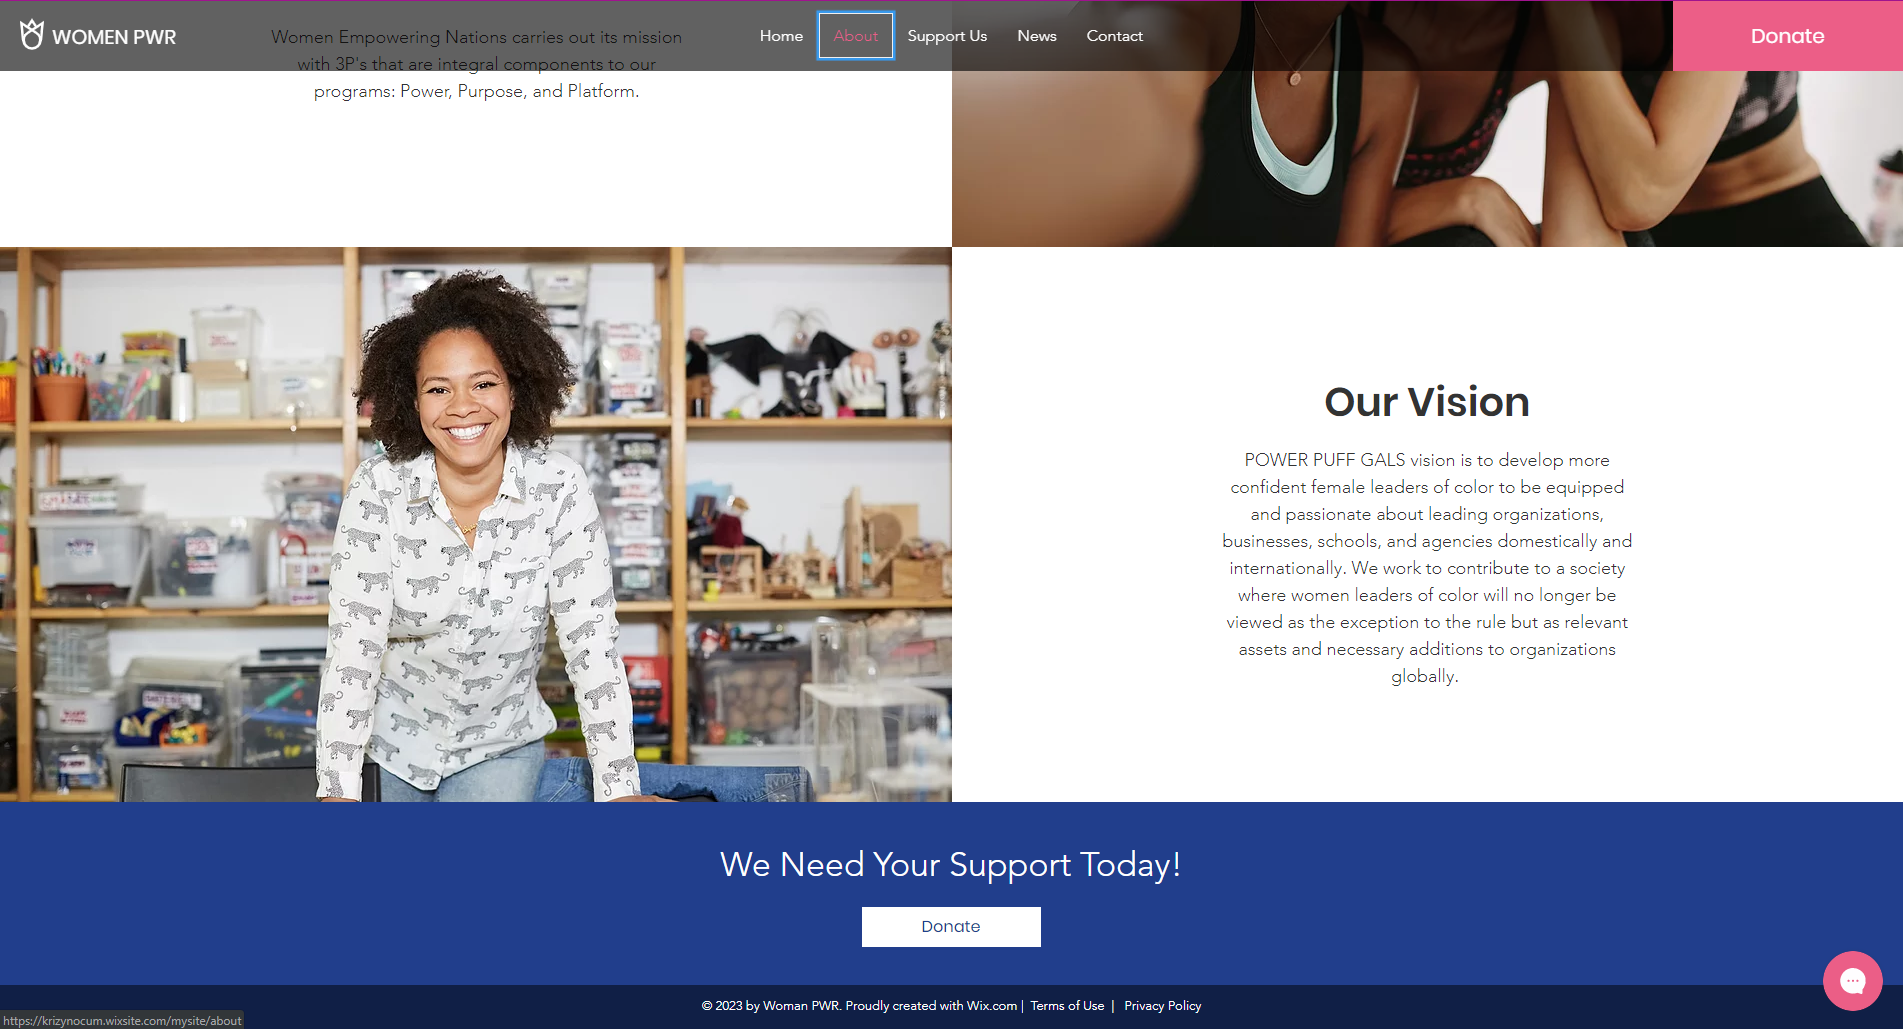 WOMEN PWR
Home
About
Support Us
News
Contact
Donate
Women Empowering Nations carries out its mission
with 3P's that are integral components to our
programs: Power, Purpose, and Platform.
Our Vision
POWER PUFF GALS vision is to develop more
confident female leaders of color to be equipped
and passionate about leading organizations,
businesses, schools, and agencies domestically and
internationally. We work to contribute to a society
where women leaders of color will no longer be
viewed as the exception to the rule but as relevant
assets and necessary additions to organizations
globally.
We Need Your Support Today!
Donate
© 2023 by Woman PWR. Proudly created with Wix.com | Terms of Use | Privacy Policy
https://krizynocum.wixsite.com/mysite/about